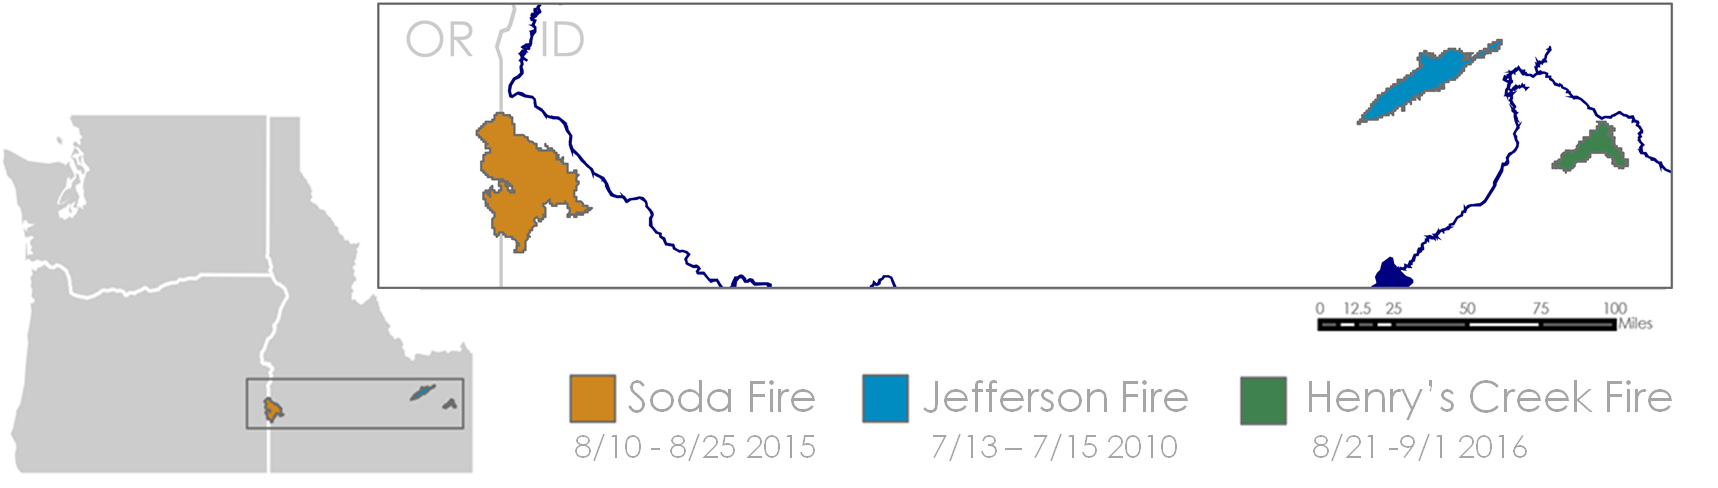 OR ID
0 12.5 25 50 75 100
Miles
Soda Fire Jefferson Fire Henry's Creek Fire
8/10 - 8/25 2015 7/13 – 7/15 2010 8/21 -9/1 2016